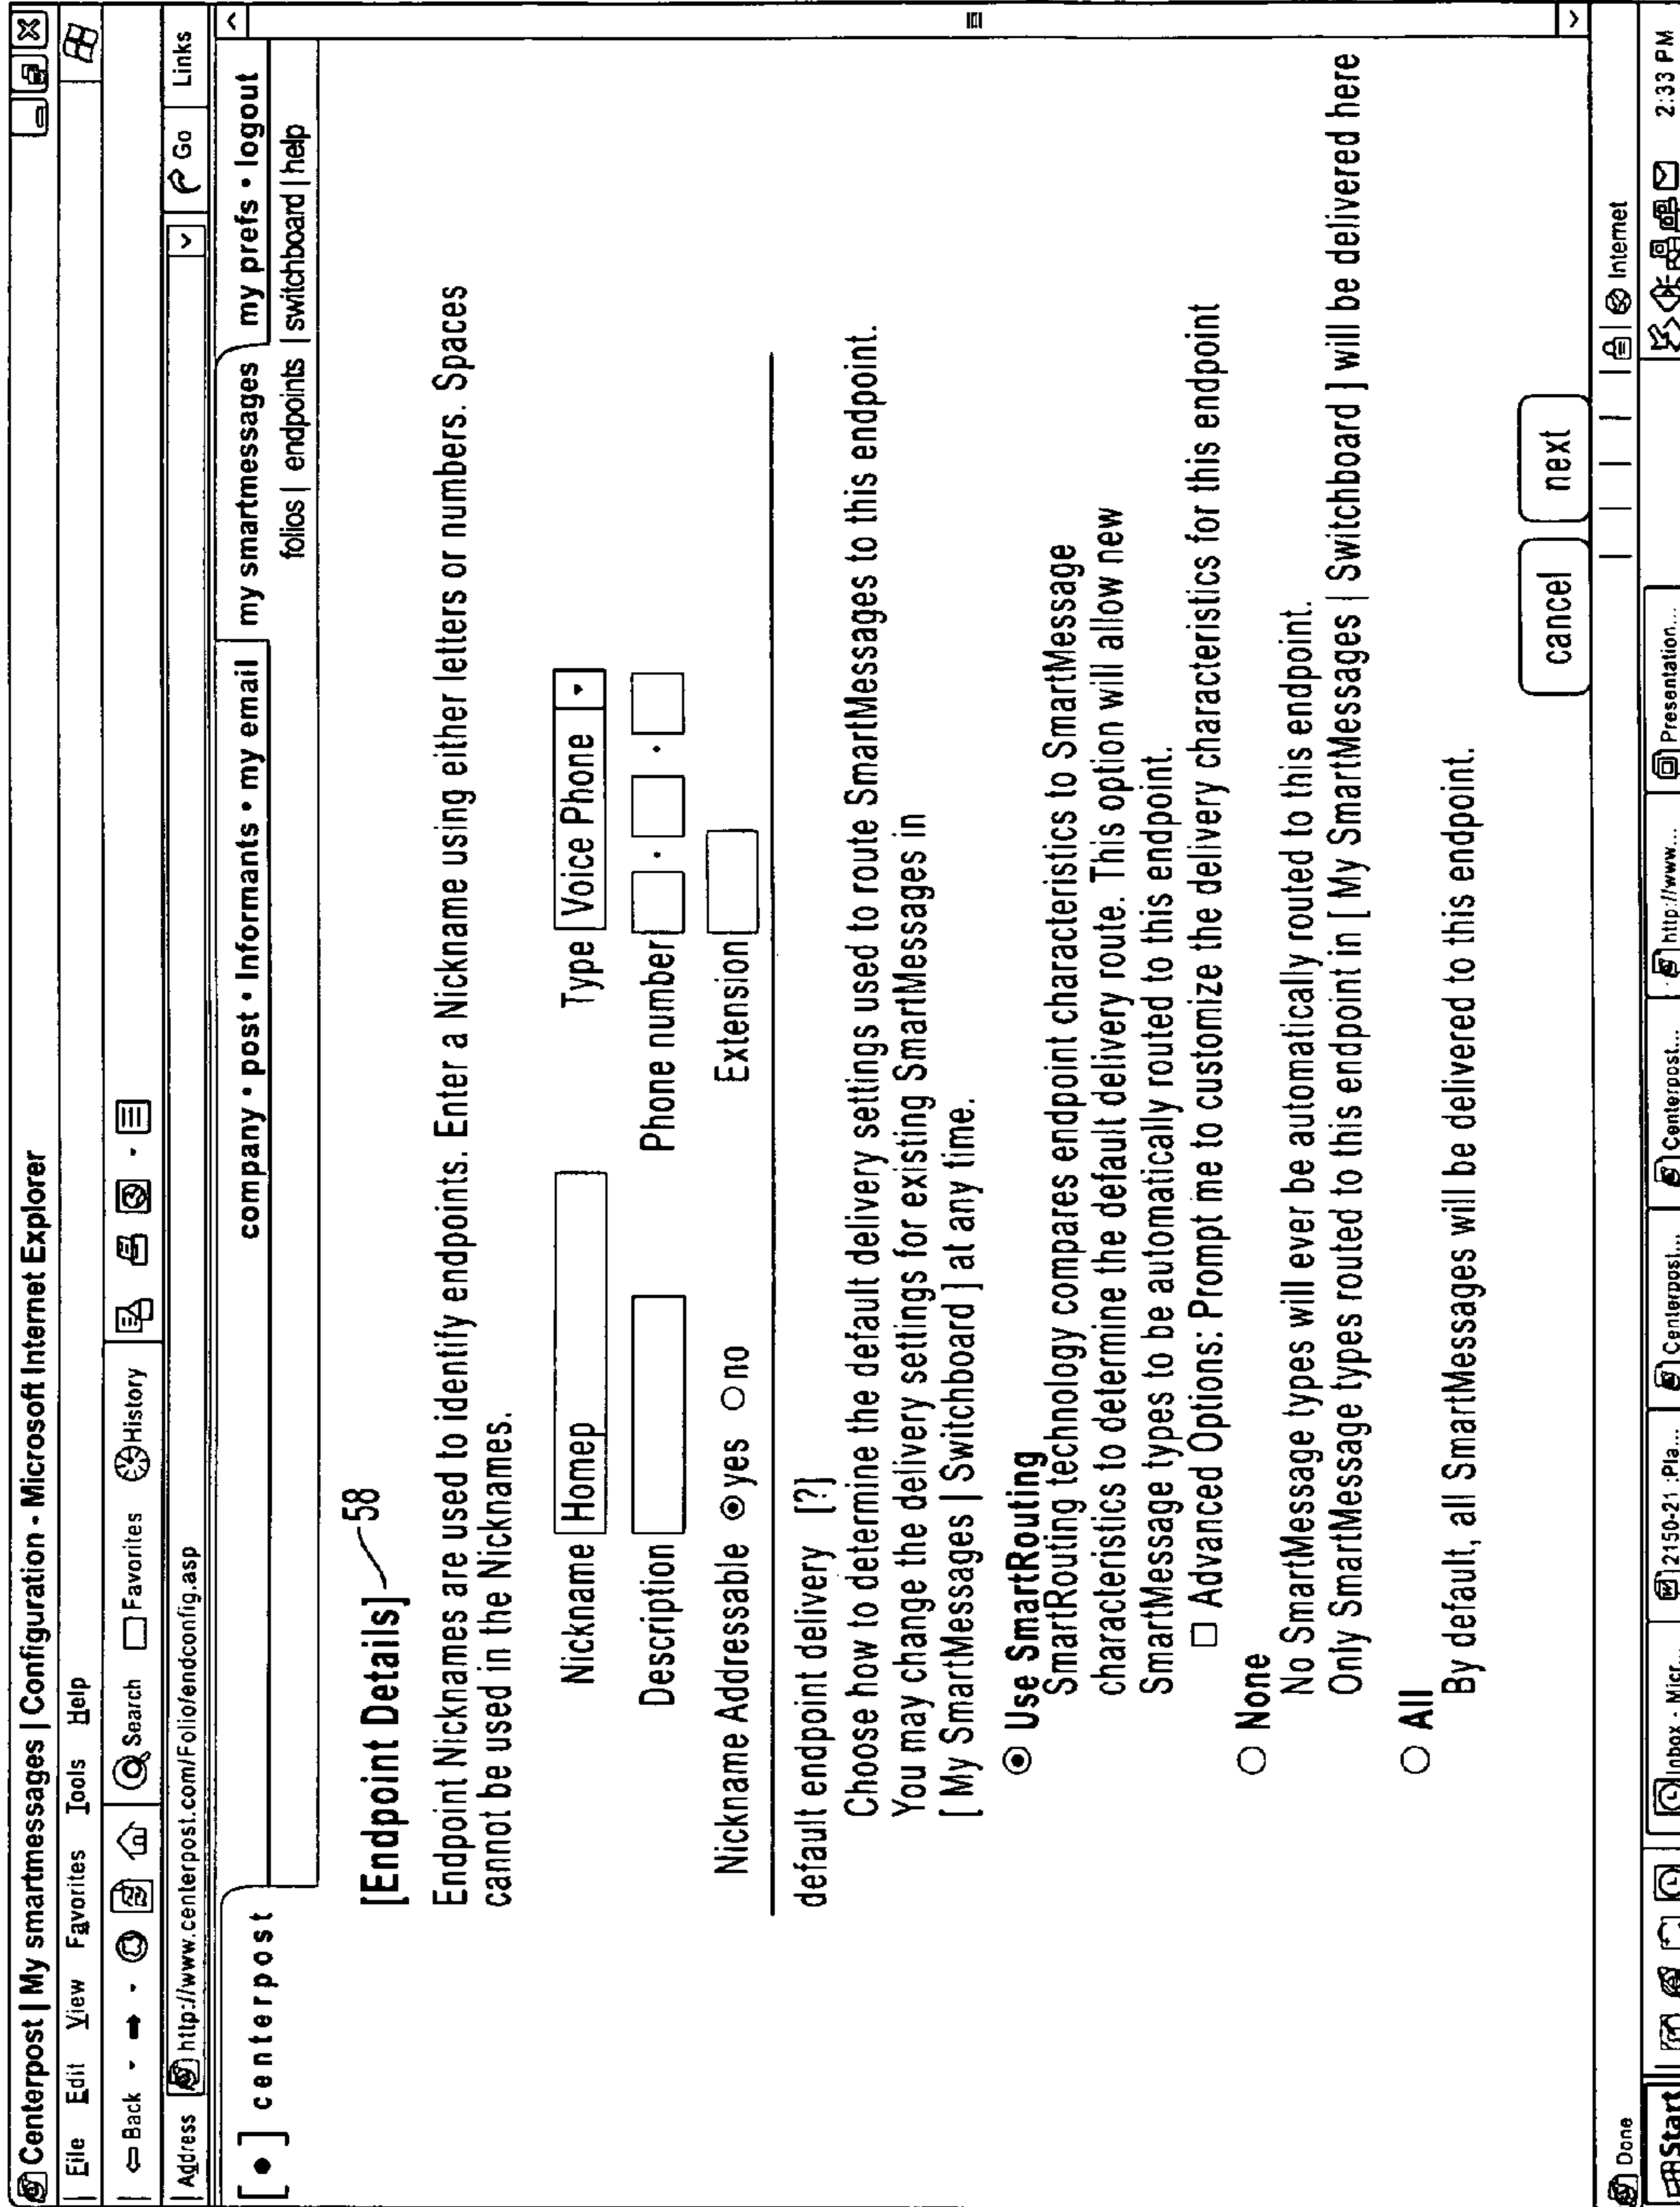 Centerpost | My smartmessages | Configuration - Microsoft Internet Explorer
File Edit View Favorites Tools Help
Back Search Favorites History
Address http://www.centerpost.com/Folio/endconfig.asp Go Links
[ • ] centerpost company • post • Informants • my email my smartmessages my prefs • logout
folios | endpoints | switchboard | help
[Endpoint Details] 58
Endpoint Nicknames are used to identify endpoints. Enter a Nickname using either letters or numbers. Spaces
cannot be used in the Nicknames.
Nickname Homep Type Voice Phone
Description Phone number
Nickname Addressable yes no Extension
default endpoint delivery [?]
Choose how to determine the default delivery settings used to route SmartMessages to this endpoint.
You may change the delivery settings for existing SmartMessages in
[ My SmartMessages | Switchboard ] at any time.
Use SmartRouting
SmartRouting technology compares endpoint characteristics to SmartMessage
characteristics to determine the default delivery route. This option will allow new
SmartMessage types to be automatically routed to this endpoint.
Advanced Options: Prompt me to customize the delivery characteristics for this endpoint
None
No SmartMessage types will ever be automatically routed to this endpoint.
Only SmartMessage types routed to this endpoint in [ My SmartMessages | Switchboard ] will be delivered here
All
By default, all SmartMessages will be delivered to this endpoint.
cancel next
Done Internet
Start Inbox - Micr... 2150-21 :Pla... Centerpost... Centerpost... http://www... Presentation... 2:33 PM